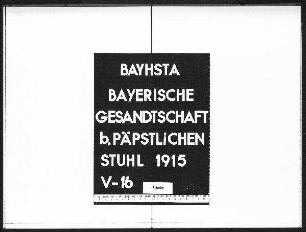 BAYHSTA
BAYERISCHE
GESANDTSCHAFT
b. PÄPSTLICHEN
STUHL 1915
V-16